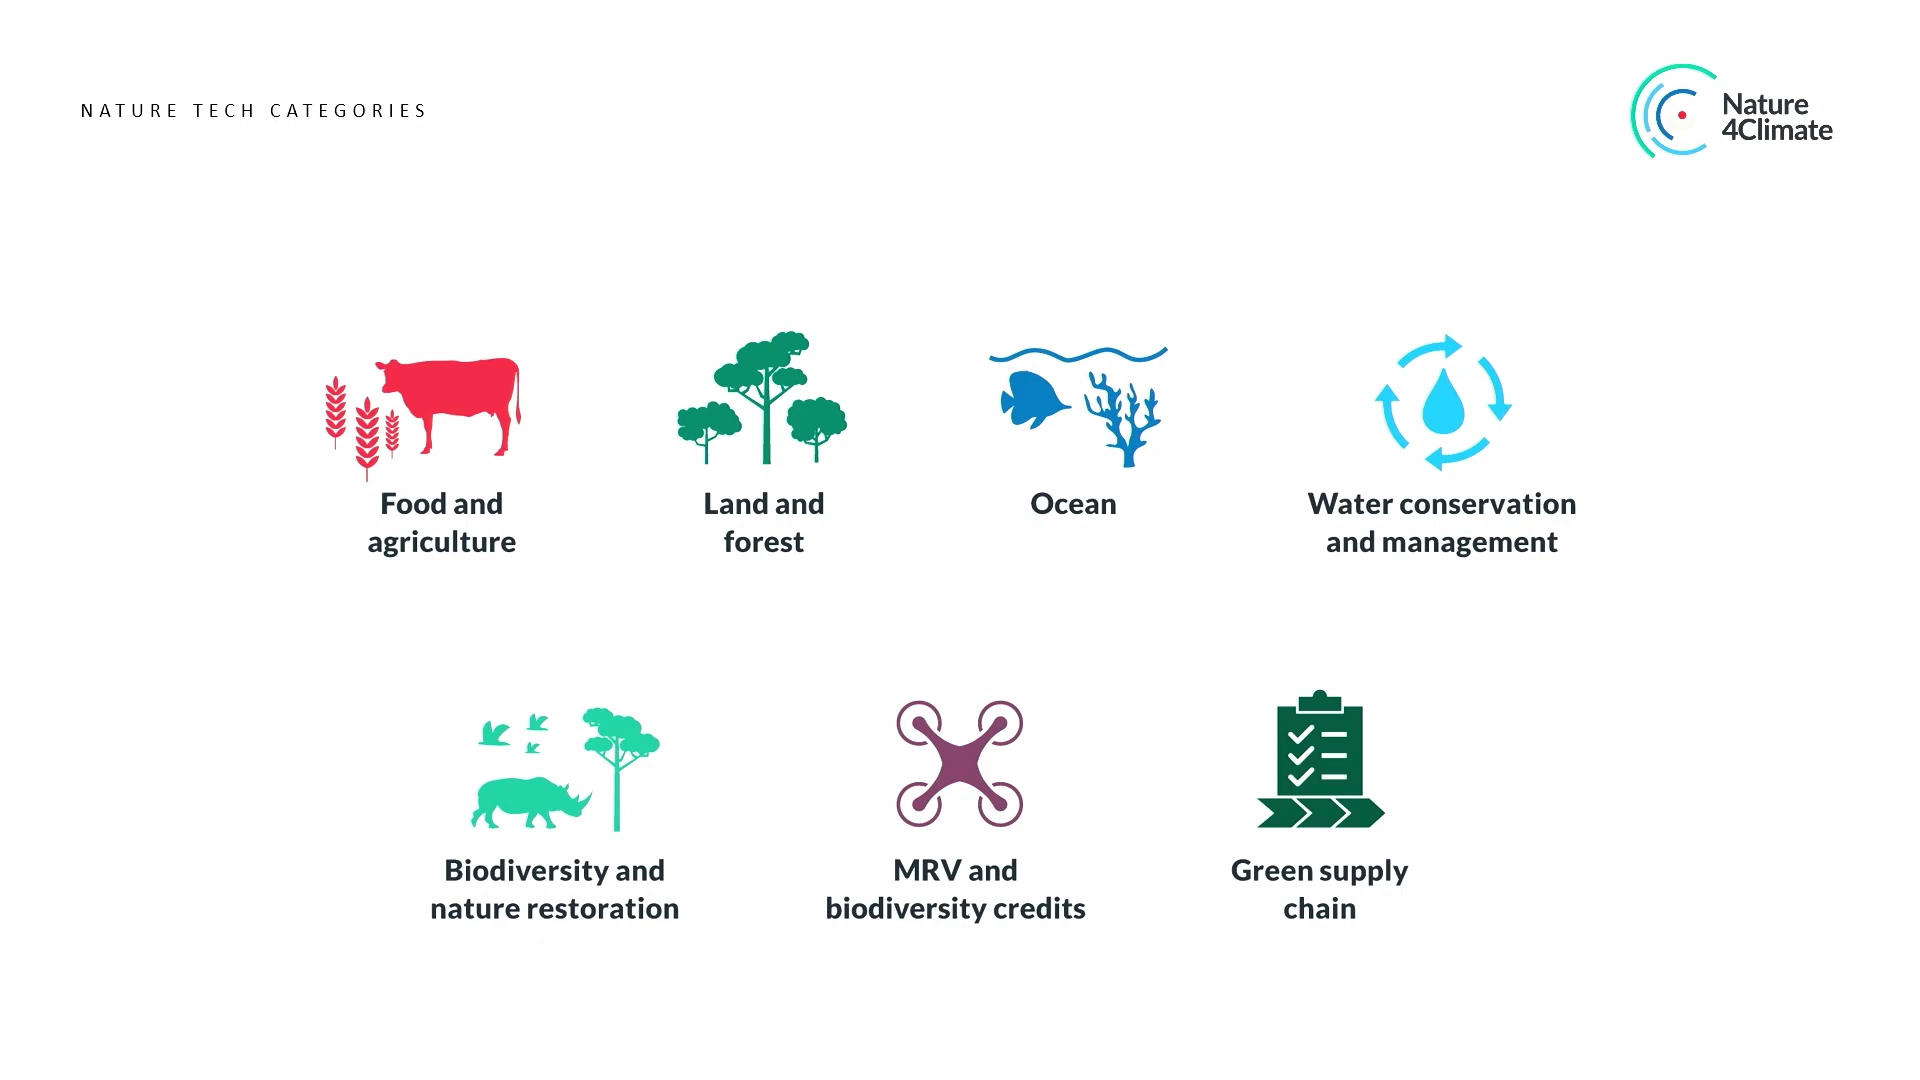 NATURE TECH CATEGORIES
Nature
4Climate
Food and
agriculture
Land and
forest
Ocean
Water conservation
and management
Biodiversity and
nature restoration
MRV and
biodiversity credits
Green supply
chain